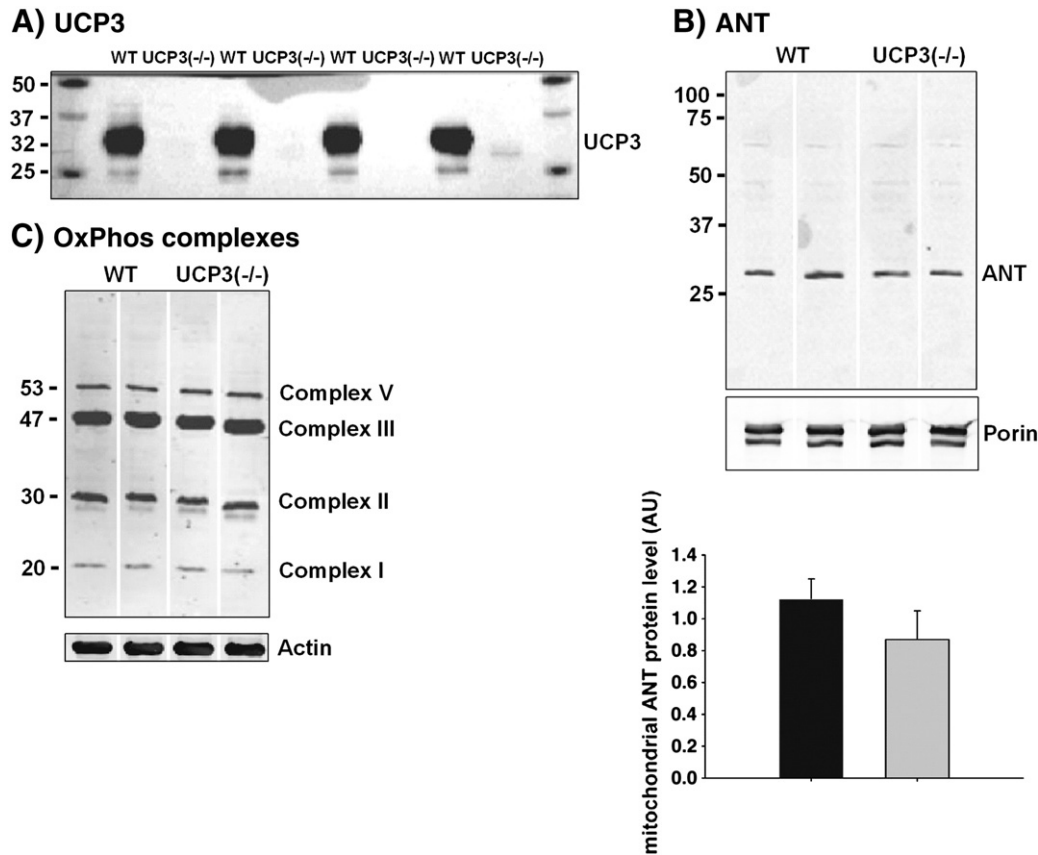 A) UCP3
WT UCP3(-/-) WT UCP3(-/-) WT UCP3(-/-) WT UCP3(-/-)
50
37
32
25
UCP3
B) ANT
WT UCP3(-/-)
100
75
50
37
25
ANT
Porin
C) OxPhos complexes
WT UCP3(-/-)
53
47
30
20
Complex V
Complex III
Complex II
Complex I
Actin
mitochondrial ANT protein level (AU)
1.4
1.2
1.0
0.8
0.6
0.4
0.2
0.0